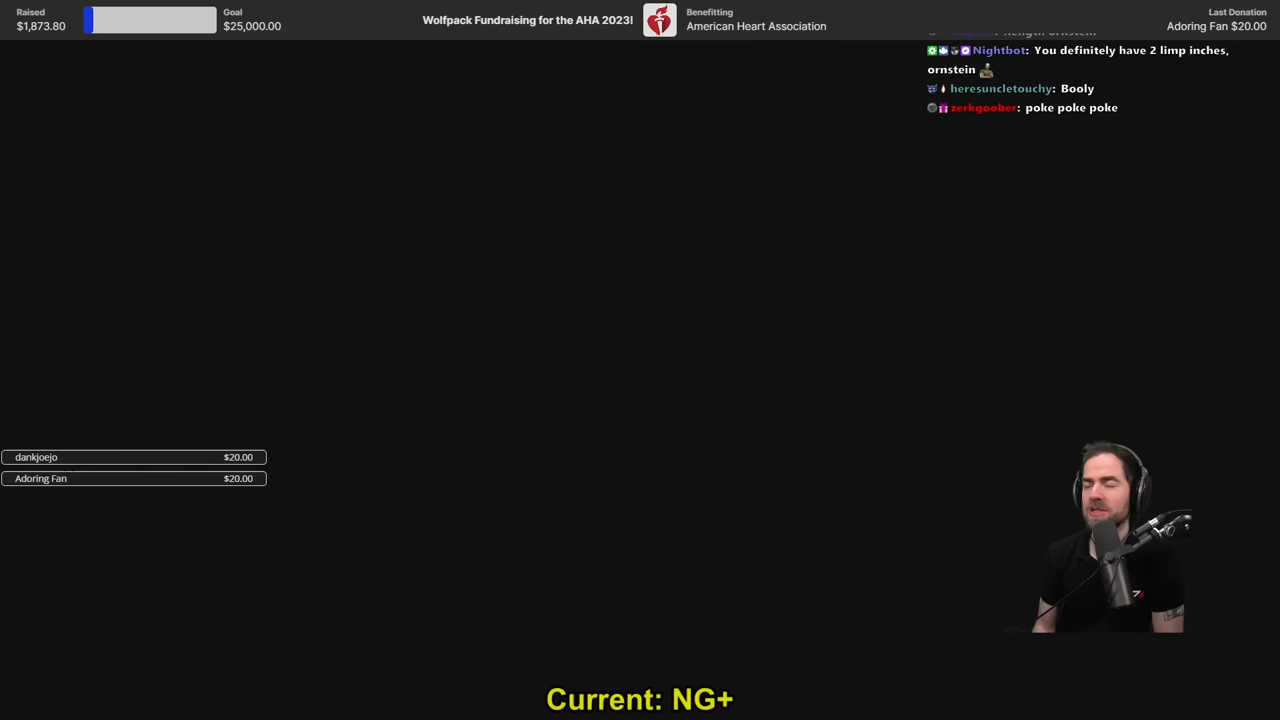 Raised
$1,873.80
Goal
$25,000.00
Wolfpack Fundraising for the AHA 2023!
Benefitting
American Heart Association
Last Donation
Adoring Fan $20.00
Nightbot: You definitely have 2 limp inches,
ornstein
heresuncletouchy: Booly
zerkgoober: poke poke poke
dankjoejo $20.00
Adoring Fan $20.00
Current: NG+